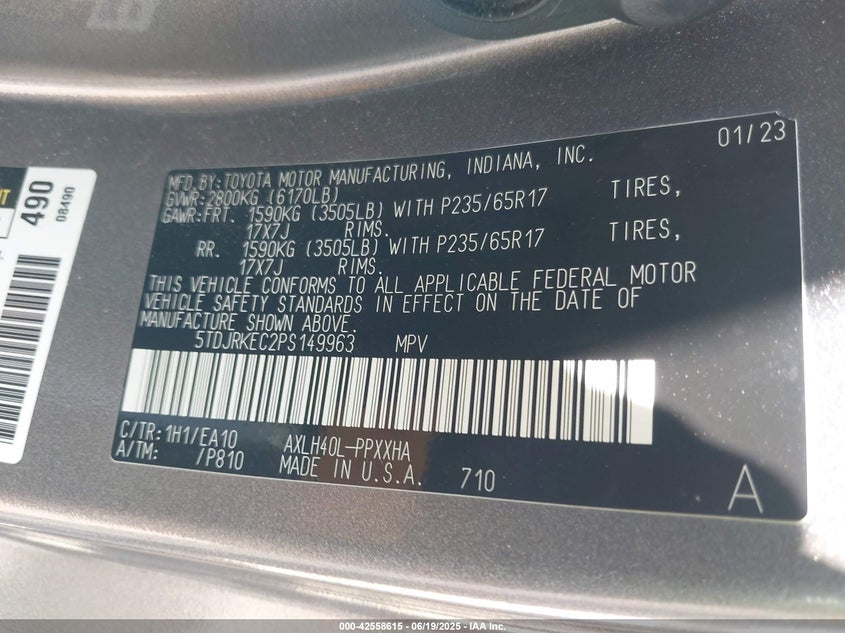 01/23
MFD.BY:TOYOTA MOTOR MANUFACTURING, INDIANA, INC.
GVWR:2800KG (6170LB)
GAWR:FRT. 1590KG (3505LB) WITH P235/65R17 TIRES,
17X7J RIMS.
RR. 1590KG (3505LB) WITH P235/65R17 TIRES,
17X7J RIMS.
THIS VEHICLE CONFORMS TO ALL APPLICABLE FEDERAL MOTOR
VEHICLE SAFETY STANDARDS IN EFFECT ON THE DATE OF
MANUFACTURE SHOWN ABOVE.
5TDJRKEC2PS149963 MPV
C/TR:1H1/EA10 AXLH40L-PPXXHA
A/TM: /P810 MADE IN U.S.A. 710
A
490
08490
000-42558615 - 06/19/2025 - IAA Inc.